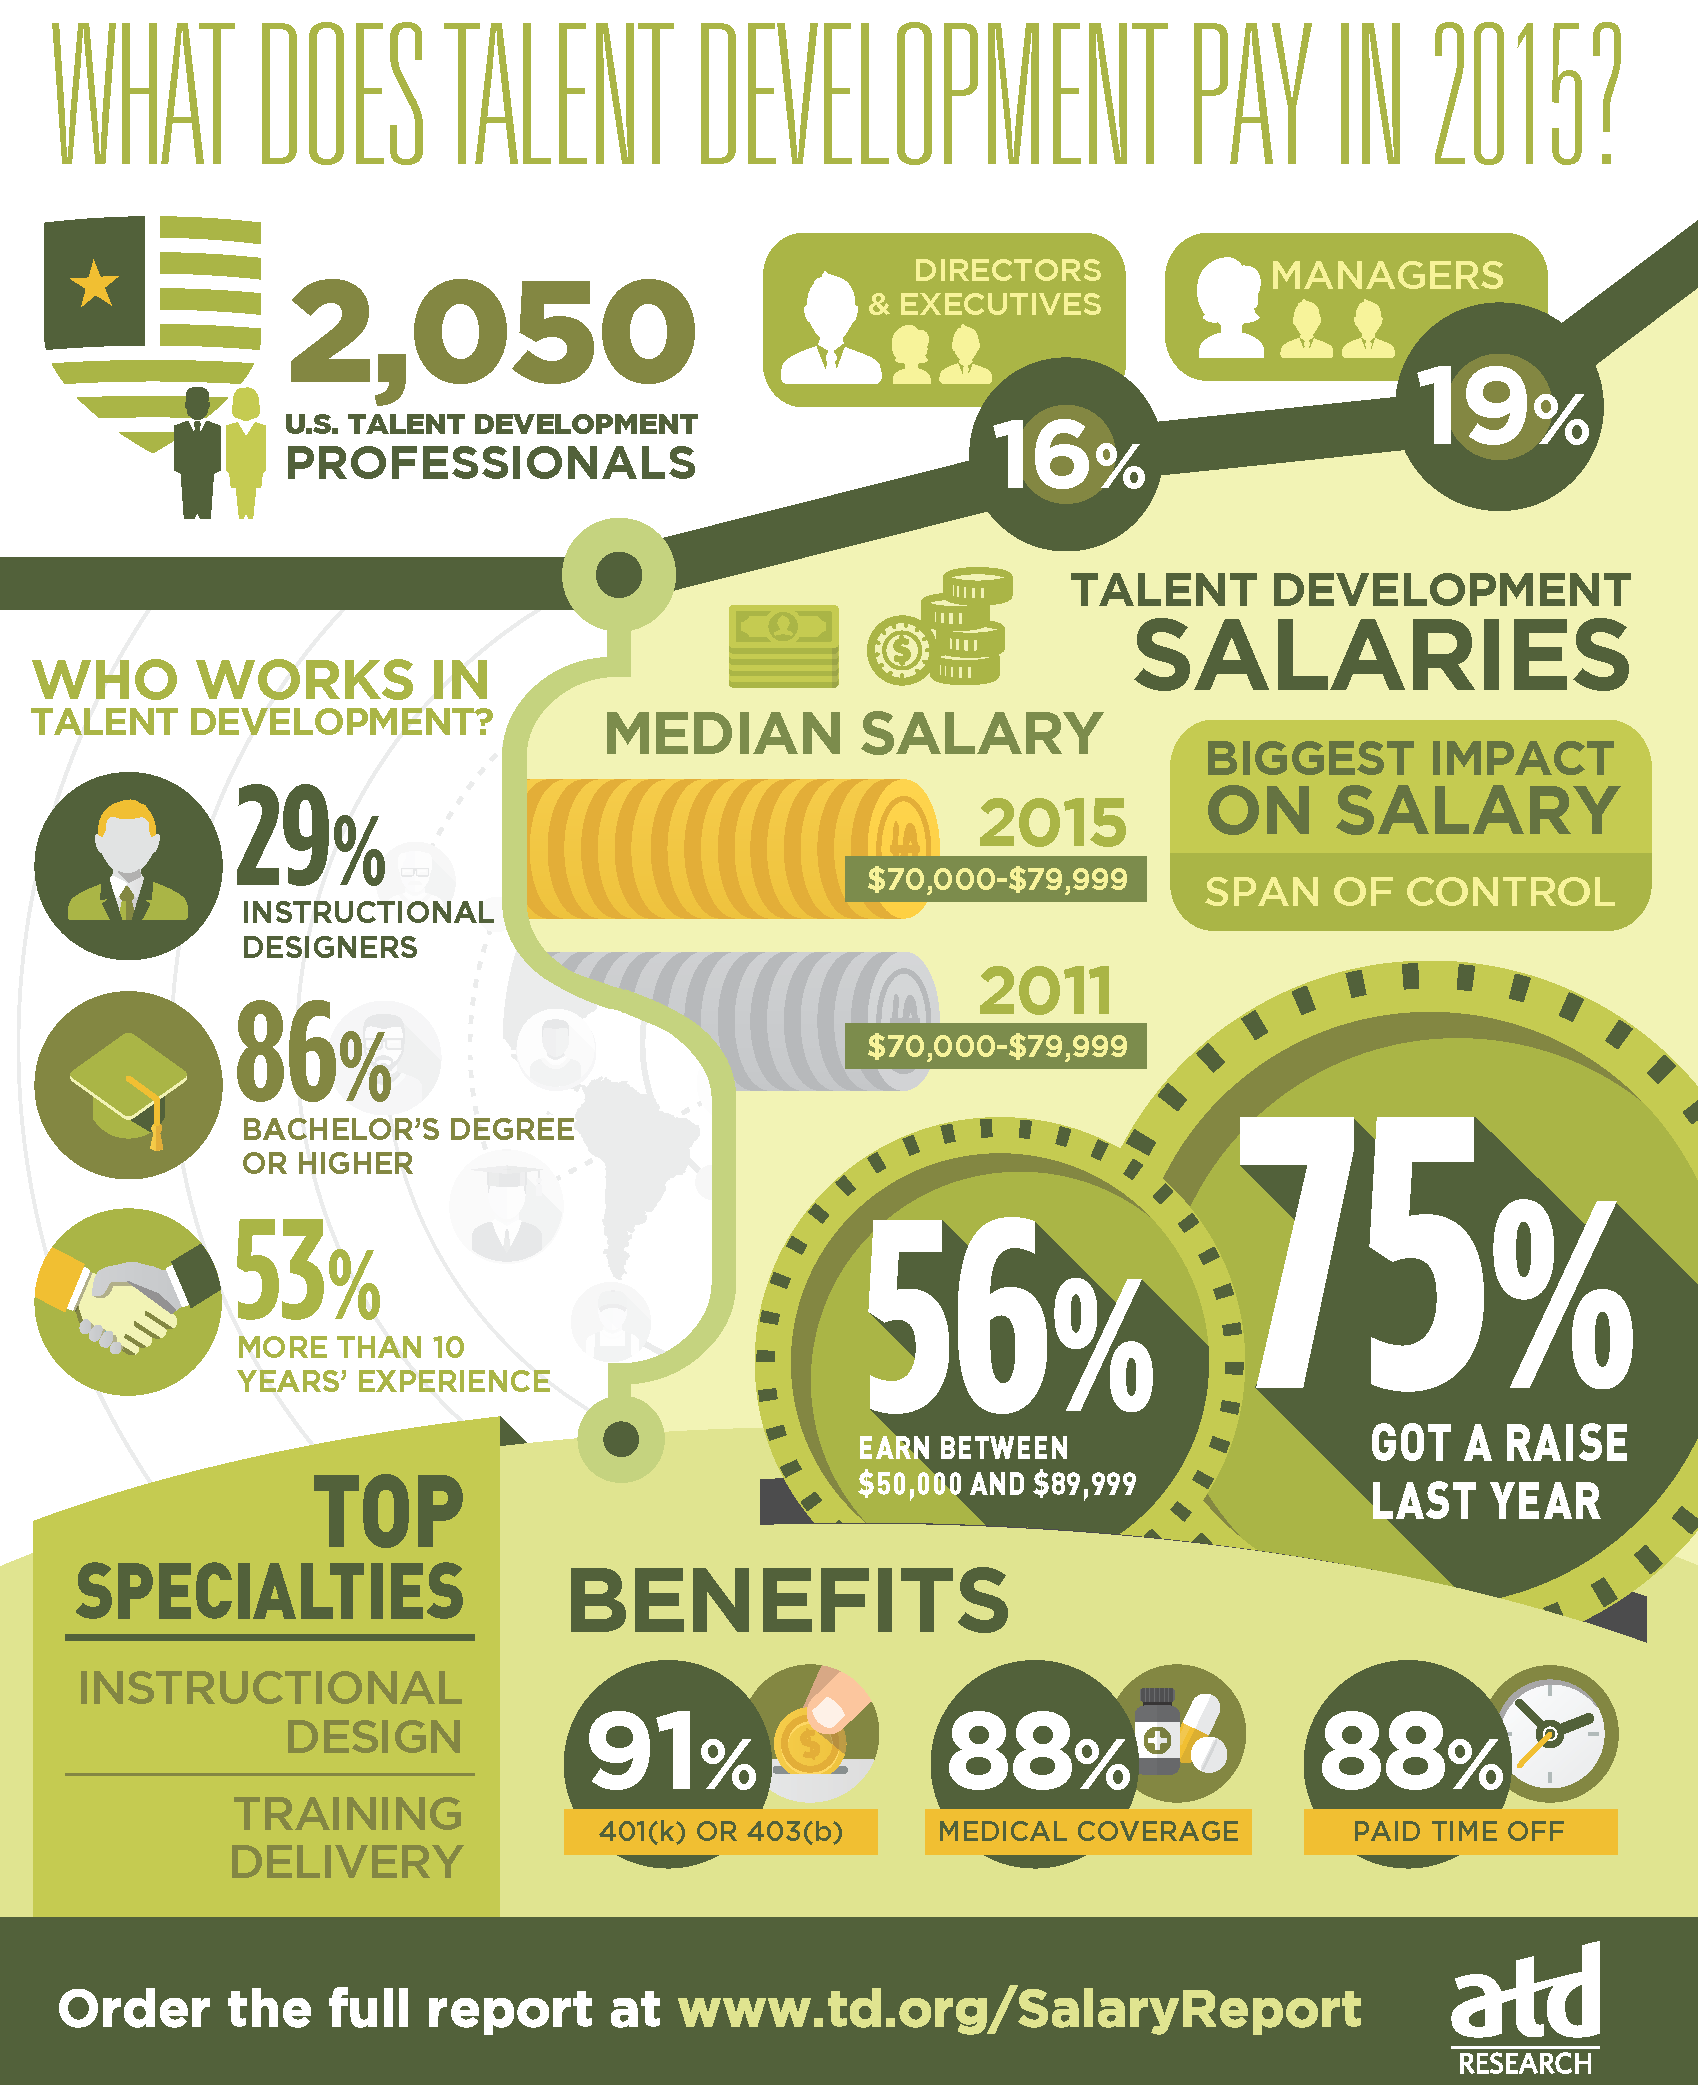 WHAT DOES TALENT DEVELOPMENT PAY IN 2015?
2,050
U.S. TALENT DEVELOPMENT
PROFESSIONALS
DIRECTORS
& EXECUTIVES
16%
MANAGERS
19%
WHO WORKS IN
TALENT DEVELOPMENT?
29%
INSTRUCTIONAL
DESIGNERS
86%
BACHELOR'S DEGREE
OR HIGHER
53%
MORE THAN 10
YEARS' EXPERIENCE
TALENT DEVELOPMENT
SALARIES
MEDIAN SALARY
2015
$70,000-$79,999
2011
$70,000-$79,999
BIGGEST IMPACT
ON SALARY
SPAN OF CONTROL
56%
EARN BETWEEN
$50,000 AND $89,999
75%
GOT A RAISE
LAST YEAR
TOP
SPECIALTIES
INSTRUCTIONAL
DESIGN
TRAINING
DELIVERY
BENEFITS
91%
401(k) OR 403(b)
88%
MEDICAL COVERAGE
88%
PAID TIME OFF
Order the full report at www.td.org/SalaryReport
atd
RESEARCH